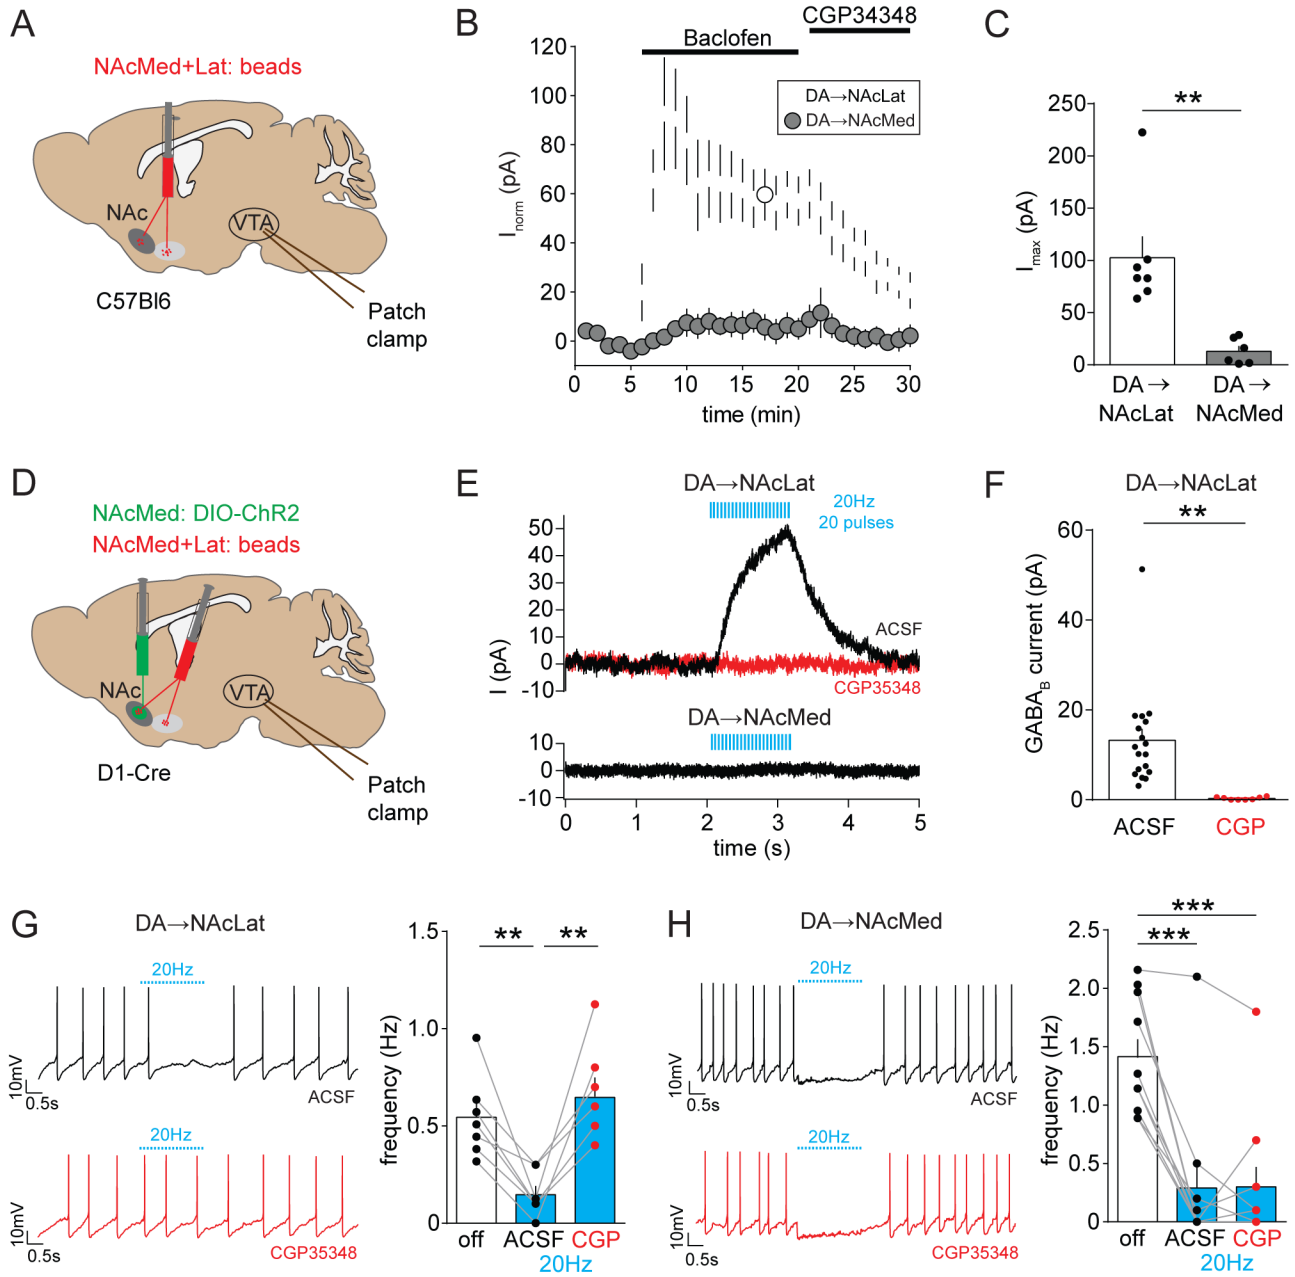 A
NAcMed+Lat: beads
NAc
VTA
C57Bl6
Patch
clamp
B
CGP34348
Baclofen
DA→NAcLat
DA→NAcMed
Inorm (pA)
120
100
80
60
40
20
0
0 5 10 15 20 25 30
time (min)
C
**
Imax (pA)
250
200
150
100
50
0
DA→ DA→
NAcLat NAcMed
D
NAcMed: DIO-ChR2
NAcMed+Lat: beads
NAc
VTA
D1-Cre
Patch
clamp
E
DA→NAcLat
20Hz
20 pulses
I (pA)
50
40
30
20
10
0
-10
ACSF
CGP35348
DA→NAcMed
10
0
-10
0 1 2 3 4 5
time (s)
F
DA→NAcLat
**
GABAB current (pA)
60
40
20
0
ACSF CGP
G
DA→NAcLat
20Hz
10mV
0.5s
ACSF
20Hz
10mV
0.5s
CGP35348
** **
frequency (Hz)
1.5
1.0
0.5
0
off ACSF CGP
20Hz
H
DA→NAcMed
20Hz
10mV
0.5s
ACSF
20Hz
10mV
0.5s
CGP35348
***
***
frequency (Hz)
2.5
2.0
1.5
1.0
0.5
0
off ACSF CGP
20Hz